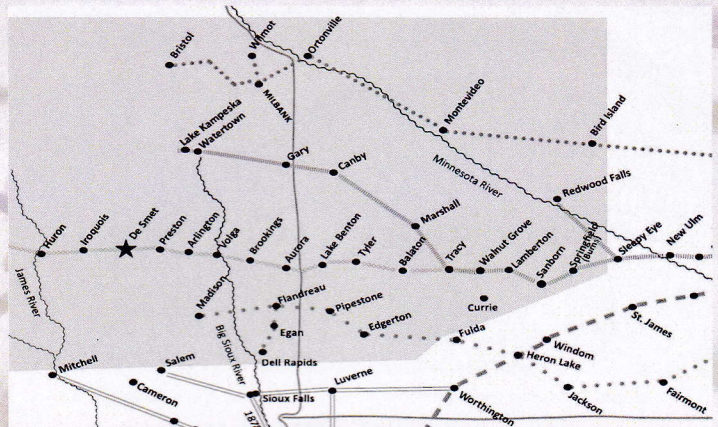 Bristol
Wilmot
Ortonville
MILBANK
Montevideo
Bird Island
Lake Kampeska
Watertown
Gary
Canby
Minnesota River
Redwood Falls
Marshall
Huron
Iroquois
De Smet
Preston
Arlington
Volga
Brookings
Aurora
Lake Benton
Tyler
Balaton
Tracy
Walnut Grove
Lamberton
Sanborn
Springfield
(Burns)
Sleepy Eye
New Ulm
James River
Madison
Flandreau
Pipestone
Currie
Egan
Edgerton
Fulda
St. James
Big Sioux River
Dell Rapids
Windom
Heron Lake
Mitchell
Salem
Cameron
Sioux Falls
Luverne
Worthington
Jackson
Fairmont